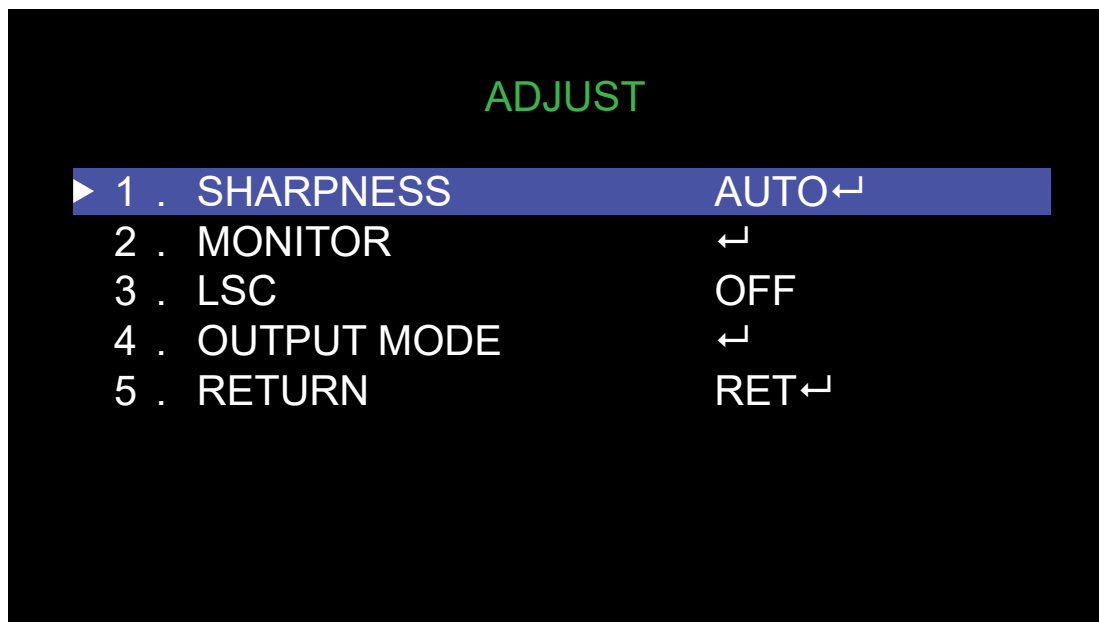 ADJUST
1 . SHARPNESS AUTO↵
2 . MONITOR ↵
3 . LSC OFF
4 . OUTPUT MODE ↵
5 . RETURN RET↵